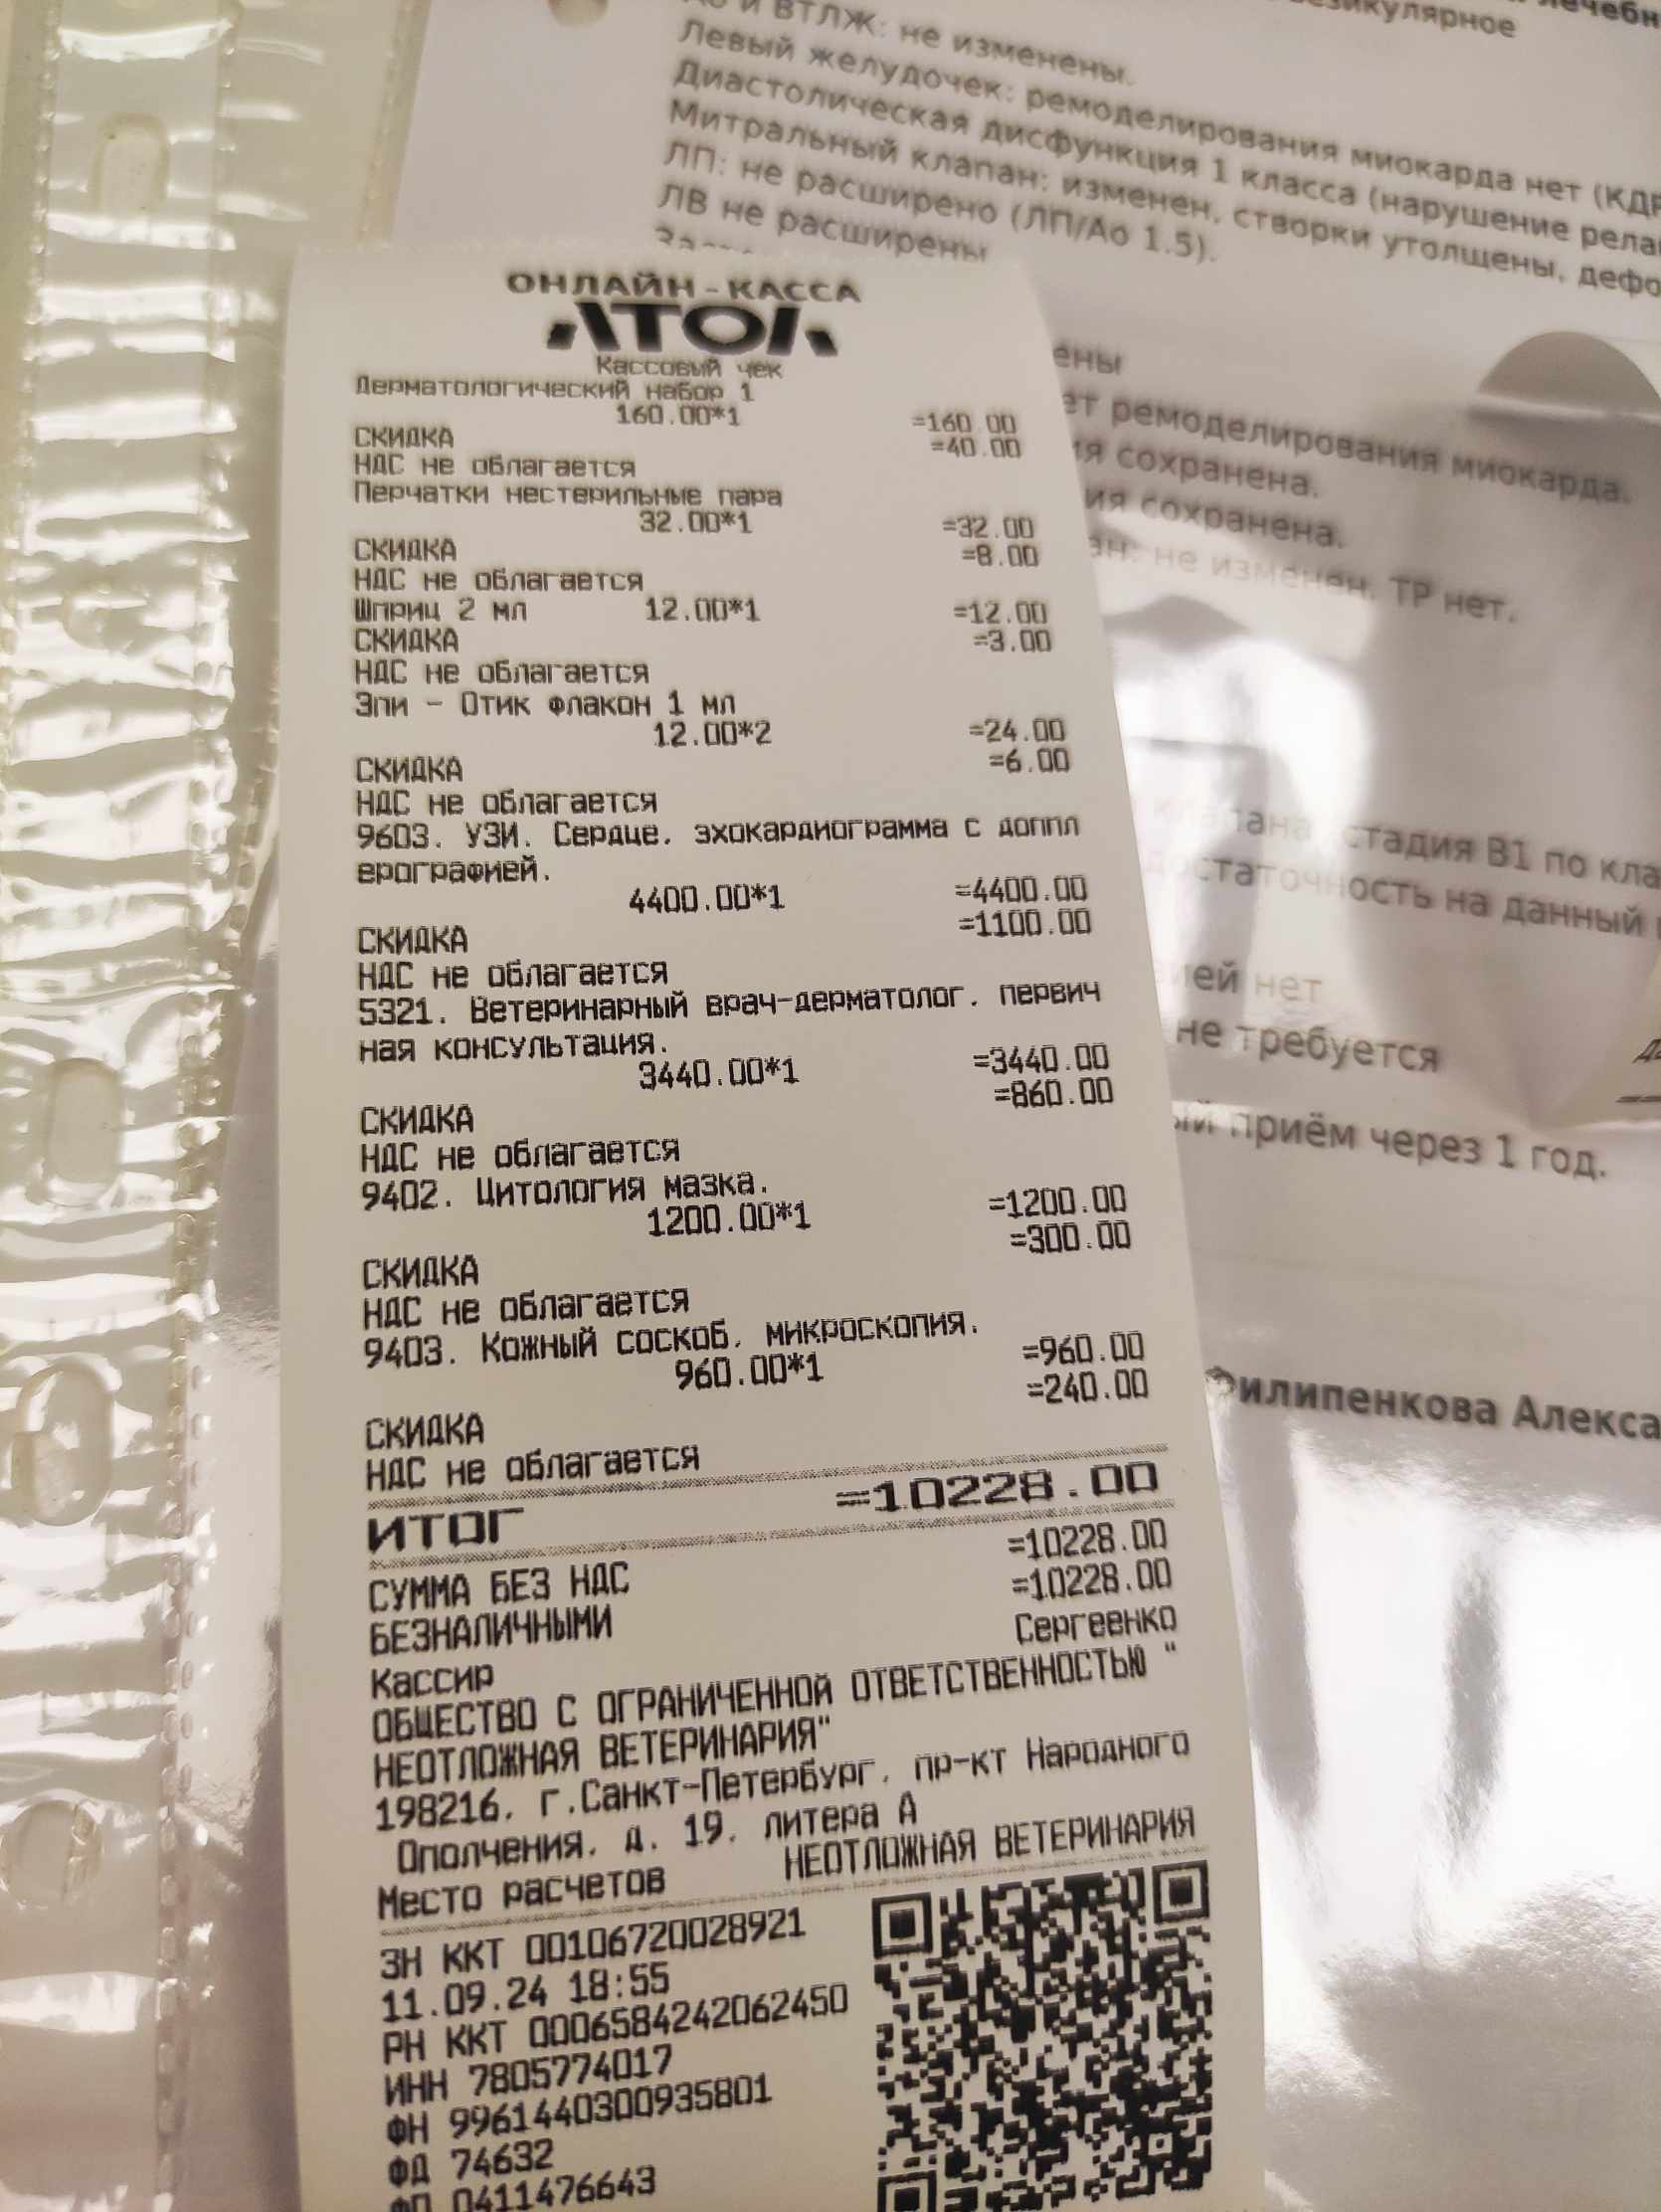 и ВТЛЖ: не изменены.
Левый желудочек: ремоделирования миокарда нет
Диастолическая дисфункция 1 класса (нарушение
Митральный клапан: изменен, створки утолщены,
ЛП: не расширено (ЛП/Ао 1.5).
ЛВ не расширены
ОНЛАЙН-КАССА
АТОЛ
Кассовый чек
Дерматологический набор 1
160.00*1 =160.00
СКИДКА =40.00
НДС не облагается
Перчатки нестерильные пара
32.00*1 =32.00
СКИДКА =8.00
НДС не облагается
Шприц 2 мл 12.00*1 =12.00
СКИДКА =3.00
НДС не облагается
Эпи - Отик флакон 1 мл
12.00*2 =24.00
СКИДКА =6.00
НДС не облагается
9603. УЗИ. Сердце, эхокардиограмма с доппл
ерографией.
4400.00*1 =4400.00
СКИДКА =1100.00
НДС не облагается
5321. Ветеринарный врач-дерматолог, первич
ная консультация.
3440.00*1 =3440.00
СКИДКА =860.00
НДС не облагается
9402. Цитология мазка.
1200.00*1 =1200.00
СКИДКА =300.00
НДС не облагается
9403. Кожный соскоб, микроскопия.
960.00*1 =960.00
СКИДКА =240.00
НДС не облагается
ИТОГ =10228.00
СУММА БЕЗ НДС =10228.00
БЕЗНАЛИЧНЫМИ =10228.00
Кассир Сергеенко
ОБЩЕСТВО С ОГРАНИЧЕННОЙ ОТВЕТСТВЕННОСТЬЮ "
НЕОТЛОЖНАЯ ВЕТЕРИНАРИЯ"
198216, г.Санкт-Петербург, пр-кт Народного
Ополчения, д. 19, литера А
Место расчетов НЕОТЛОЖНАЯ ВЕТЕРИНАРИЯ
ЗН ККТ 00106720028921
11.09.24 18:55
РН ККТ 0006584242062450
ИНН 7805774017
ФН 9961440300935801
ФД 74632
ФП 0411476643
ремоделирования миокарда.
сохранена.
сохранена.
не изменен. ТР нет.
стадия B1 по
на данный
нет
не требуется
приём через 1 год.
Филипенкова